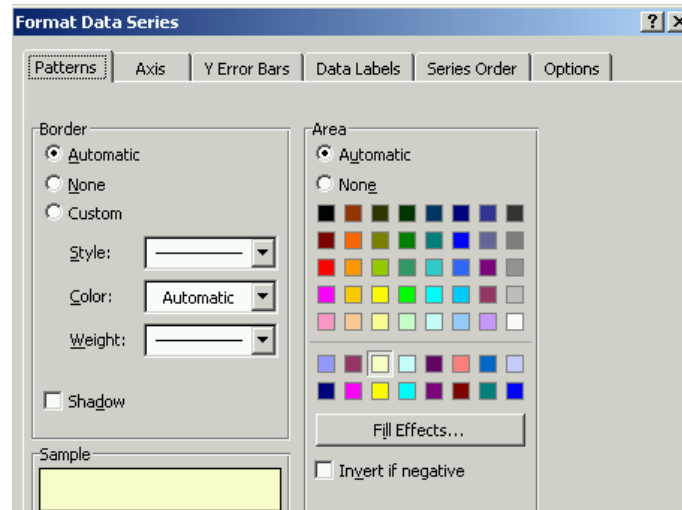 Format Data Series
Patterns Axis Y Error Bars Data Labels Series Order Options
Border
Automatic
None
Custom
Style:
Color: Automatic
Weight:
Shadow
Sample
Area
Automatic
None
Fill Effects...
Invert if negative